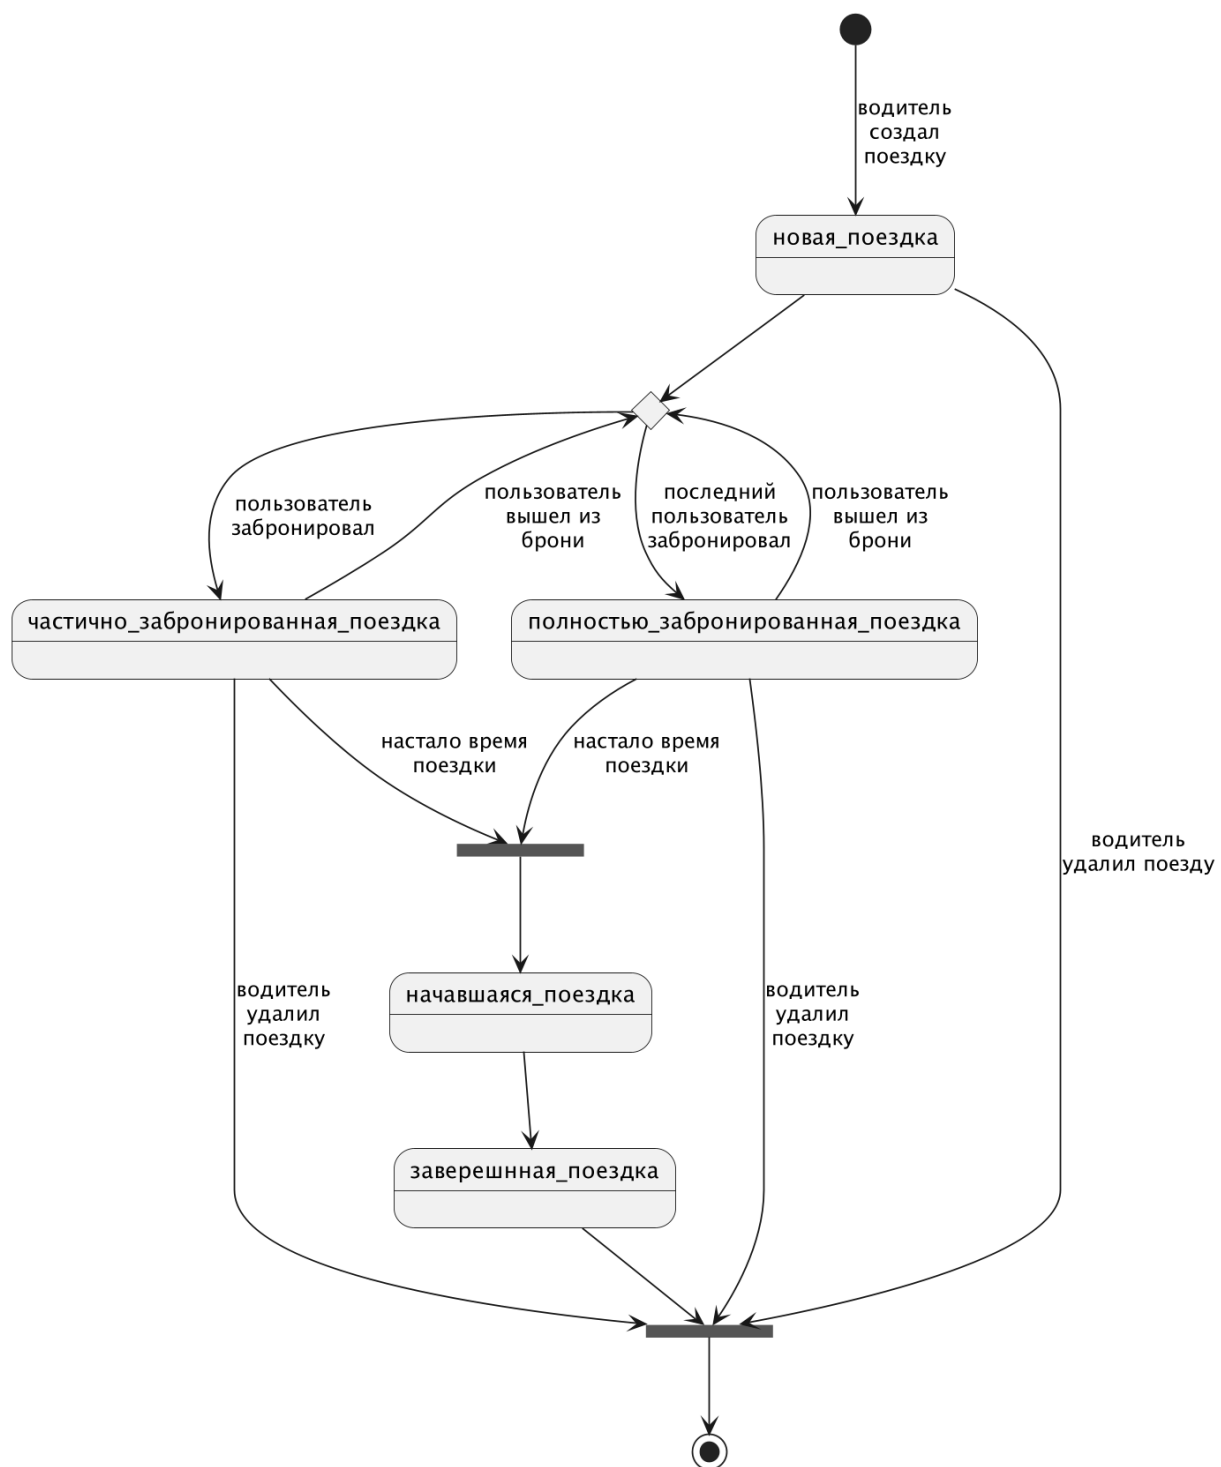 водитель
создал
поездку
новая_поездка
пользователь
забронировал
пользователь
вышел из
брони
последний
пользователь
забронировал
пользователь
вышел из
брони
частично_забронированная_поездка
полностью_забронированная_поездка
настало время
поездки
настало время
поездки
водитель
удалил поезду
начавшаяся_поездка
водитель
удалил
поездку
водитель
удалил
поездку
заверешнная_поездка